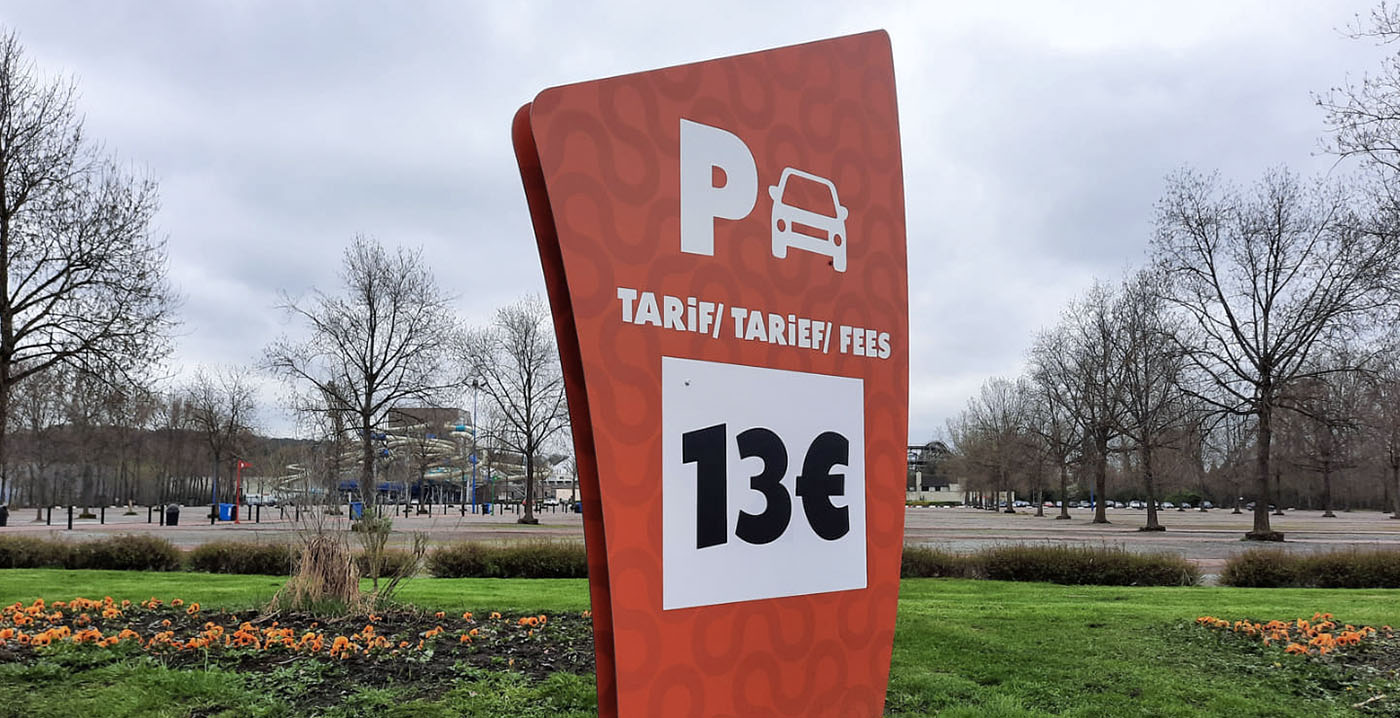 P
TARiF/ TARiEF/ FEES
13€